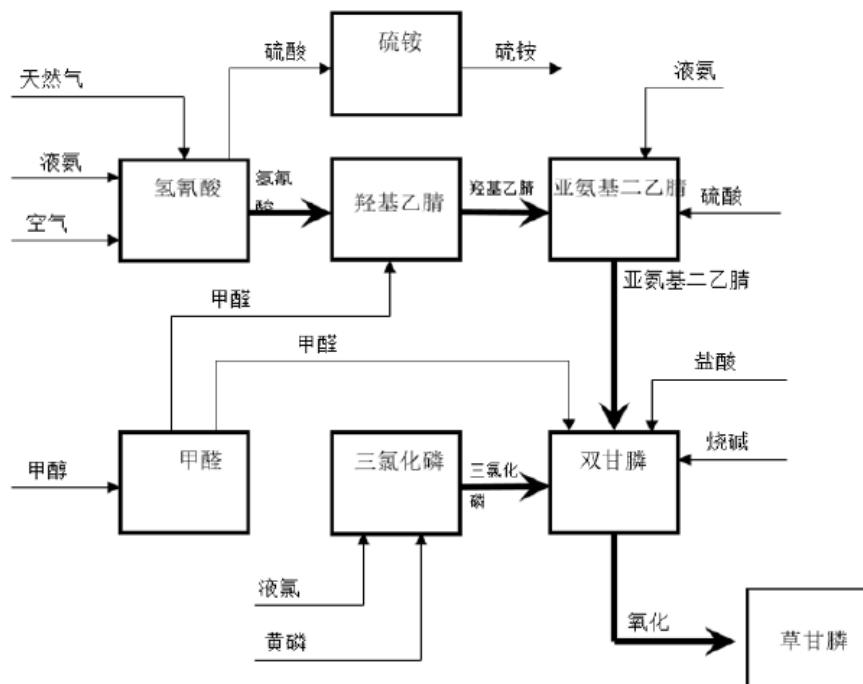 硫酸
硫铵
硫铵
天然气
液氨
液氨
氢氰酸
氢氰
酸
羟基乙腈
羟基乙腈
亚氨基二乙腈
空气
硫酸
亚氨基二乙腈
甲醛
甲醛
盐酸
甲醛
三氯化磷
三氯化
磷
双甘膦
烧碱
甲醇
液氯
黄磷
氧化
草甘膦